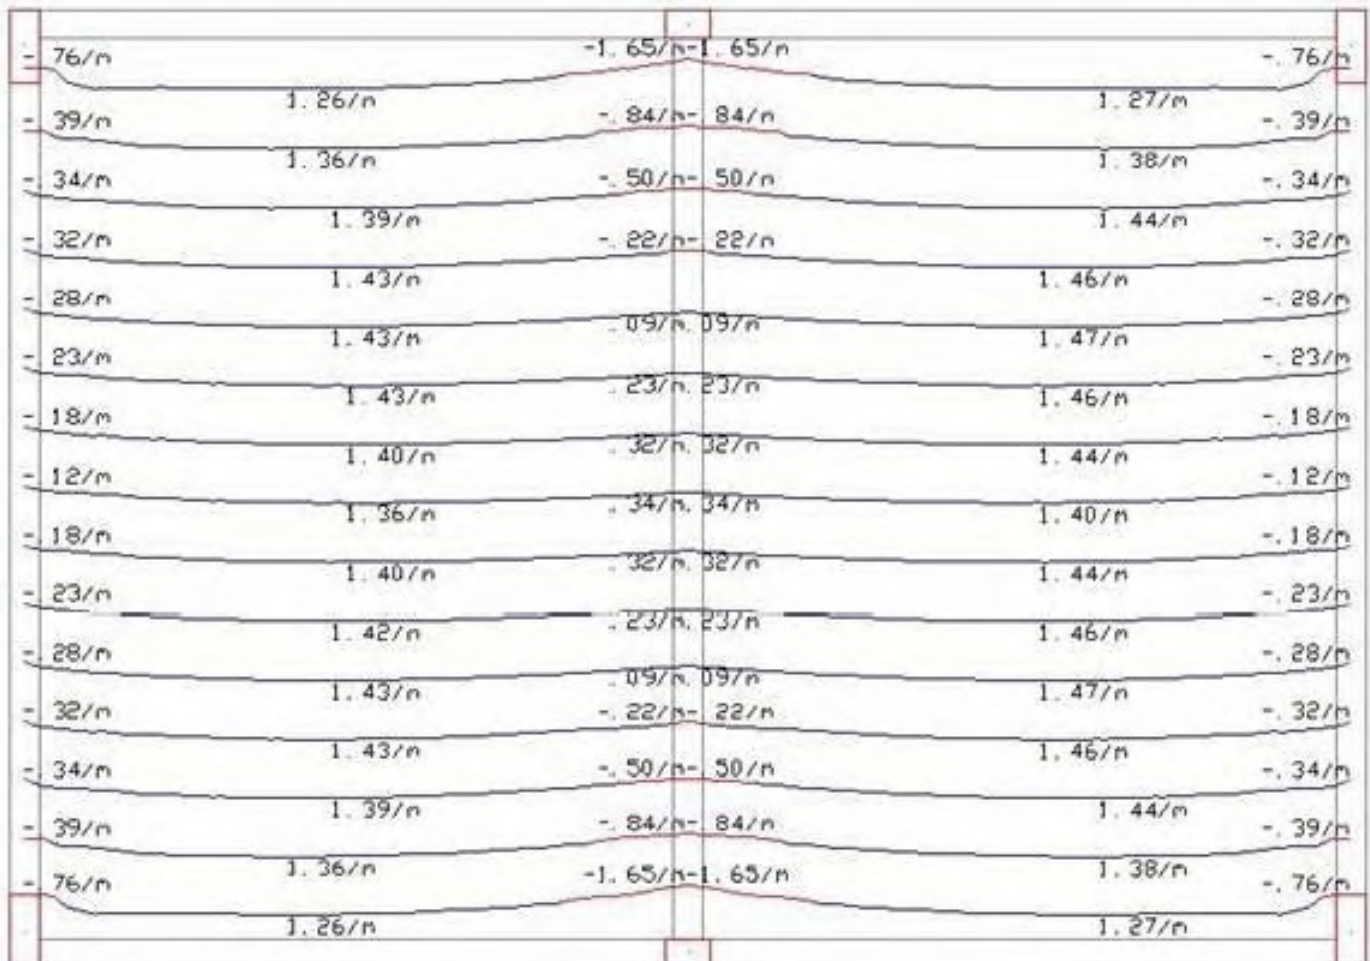 -. 76/m -1. 65/m-1. 65/m -. 76/m
1. 26/m 1. 27/m
-. 39/m -. 84/m-. 84/m -. 39/m
1. 36/m 1. 38/m
-. 34/m -. 50/m-. 50/m -. 34/m
1. 39/m 1. 44/m
-. 32/m -. 22/m-. 22/m -. 32/m
1. 43/m 1. 46/m
-. 28/m -. 28/m
. 09/m. 09/m
1. 43/m 1. 47/m
-. 23/m -. 23/m
. 23/m. 23/m
1. 43/m 1. 46/m
-. 18/m -. 18/m
. 32/m. 32/m
1. 40/m 1. 44/m
-. 12/m -. 12/m
. 34/m. 34/m
1. 36/m 1. 40/m
-. 18/m -. 18/m
. 32/m. 32/m
1. 40/m 1. 44/m
-. 23/m -. 23/m
. 23/m. 23/m
1. 42/m 1. 46/m
-. 28/m -. 28/m
. 09/m. 09/m
1. 43/m 1. 47/m
-. 32/m -. 22/m-. 22/m -. 32/m
1. 43/m 1. 46/m
-. 34/m -. 50/m-. 50/m -. 34/m
1. 39/m 1. 44/m
-. 39/m -. 84/m-. 84/m -. 39/m
1. 36/m 1. 38/m
-. 76/m -1. 65/m-1. 65/m -. 76/m
1. 26/m 1. 27/m